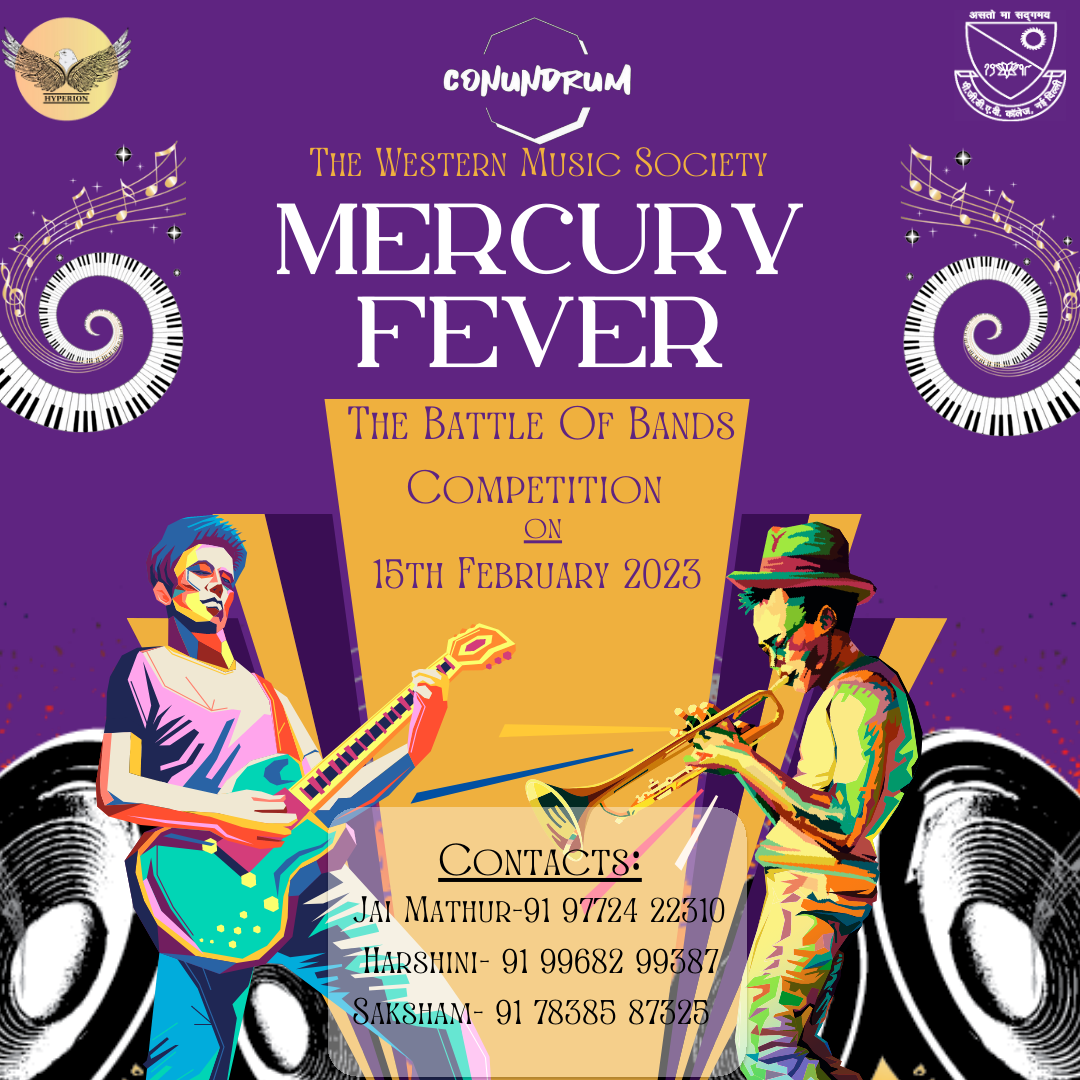 HYPERION
CONUNDRUM
असतो मा सद्गमय
पी.जी.डी.ए.वी. कॉलेज, नई दिल्ली
The Western Music Society
MERCURY
FEVER
The Battle Of Bands
Competition
on
15th February 2023
Contacts:
Jai Mathur-91 97724 22310
Harshini- 91 99682 99387
Saksham- 91 78385 87325